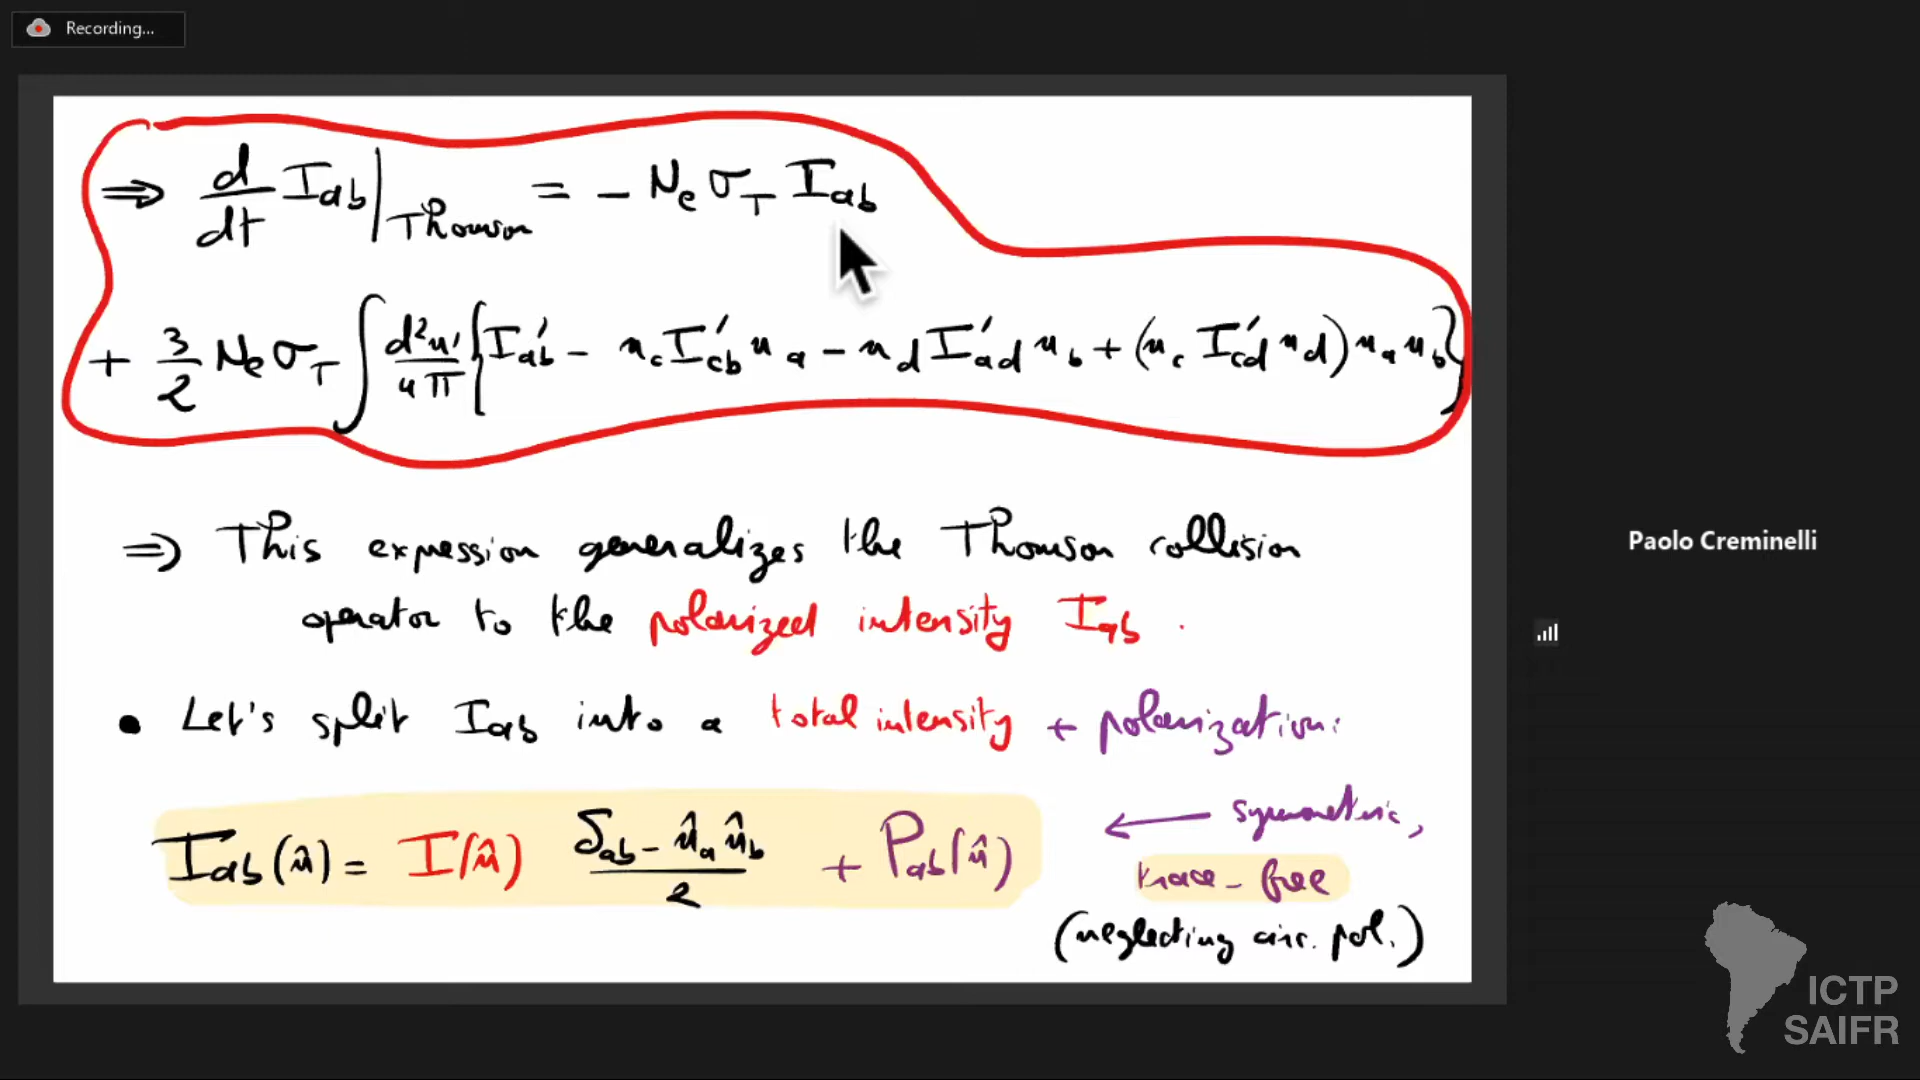 Recording...
⇒ d/dt I_ab |_Thomson = − N_e σ_T I_ab
+ 3/2 N_e σ_T ∫ d²n'/4π { I'_ab − n_c I'_cb n_a − n_d I'_ad n_b + (n_c I'_cd n_d) n_a n_b }
⇒ This expression generalizes the Thomson collision
operator to the polarized intensity I_ab .
• Let's split I_ab into a total intensity + polarization:
I_ab (n̂) = I(n̂) (δ_ab − n̂_a n̂_b)/2 + P_ab(n̂) ← symmetric,
trace-free
(neglecting circ. pol.)
Paolo Creminelli
ICTP
SAIFR